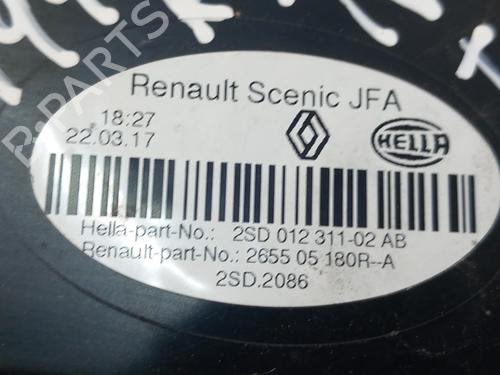 B-PARTS
Renault Scenic JFA
18:27
22.03.17
HELLA
Hella-part-No.: 2SD 012 311-02 AB
Renault-part-No.: 2655 05 180R--A
2SD.2086